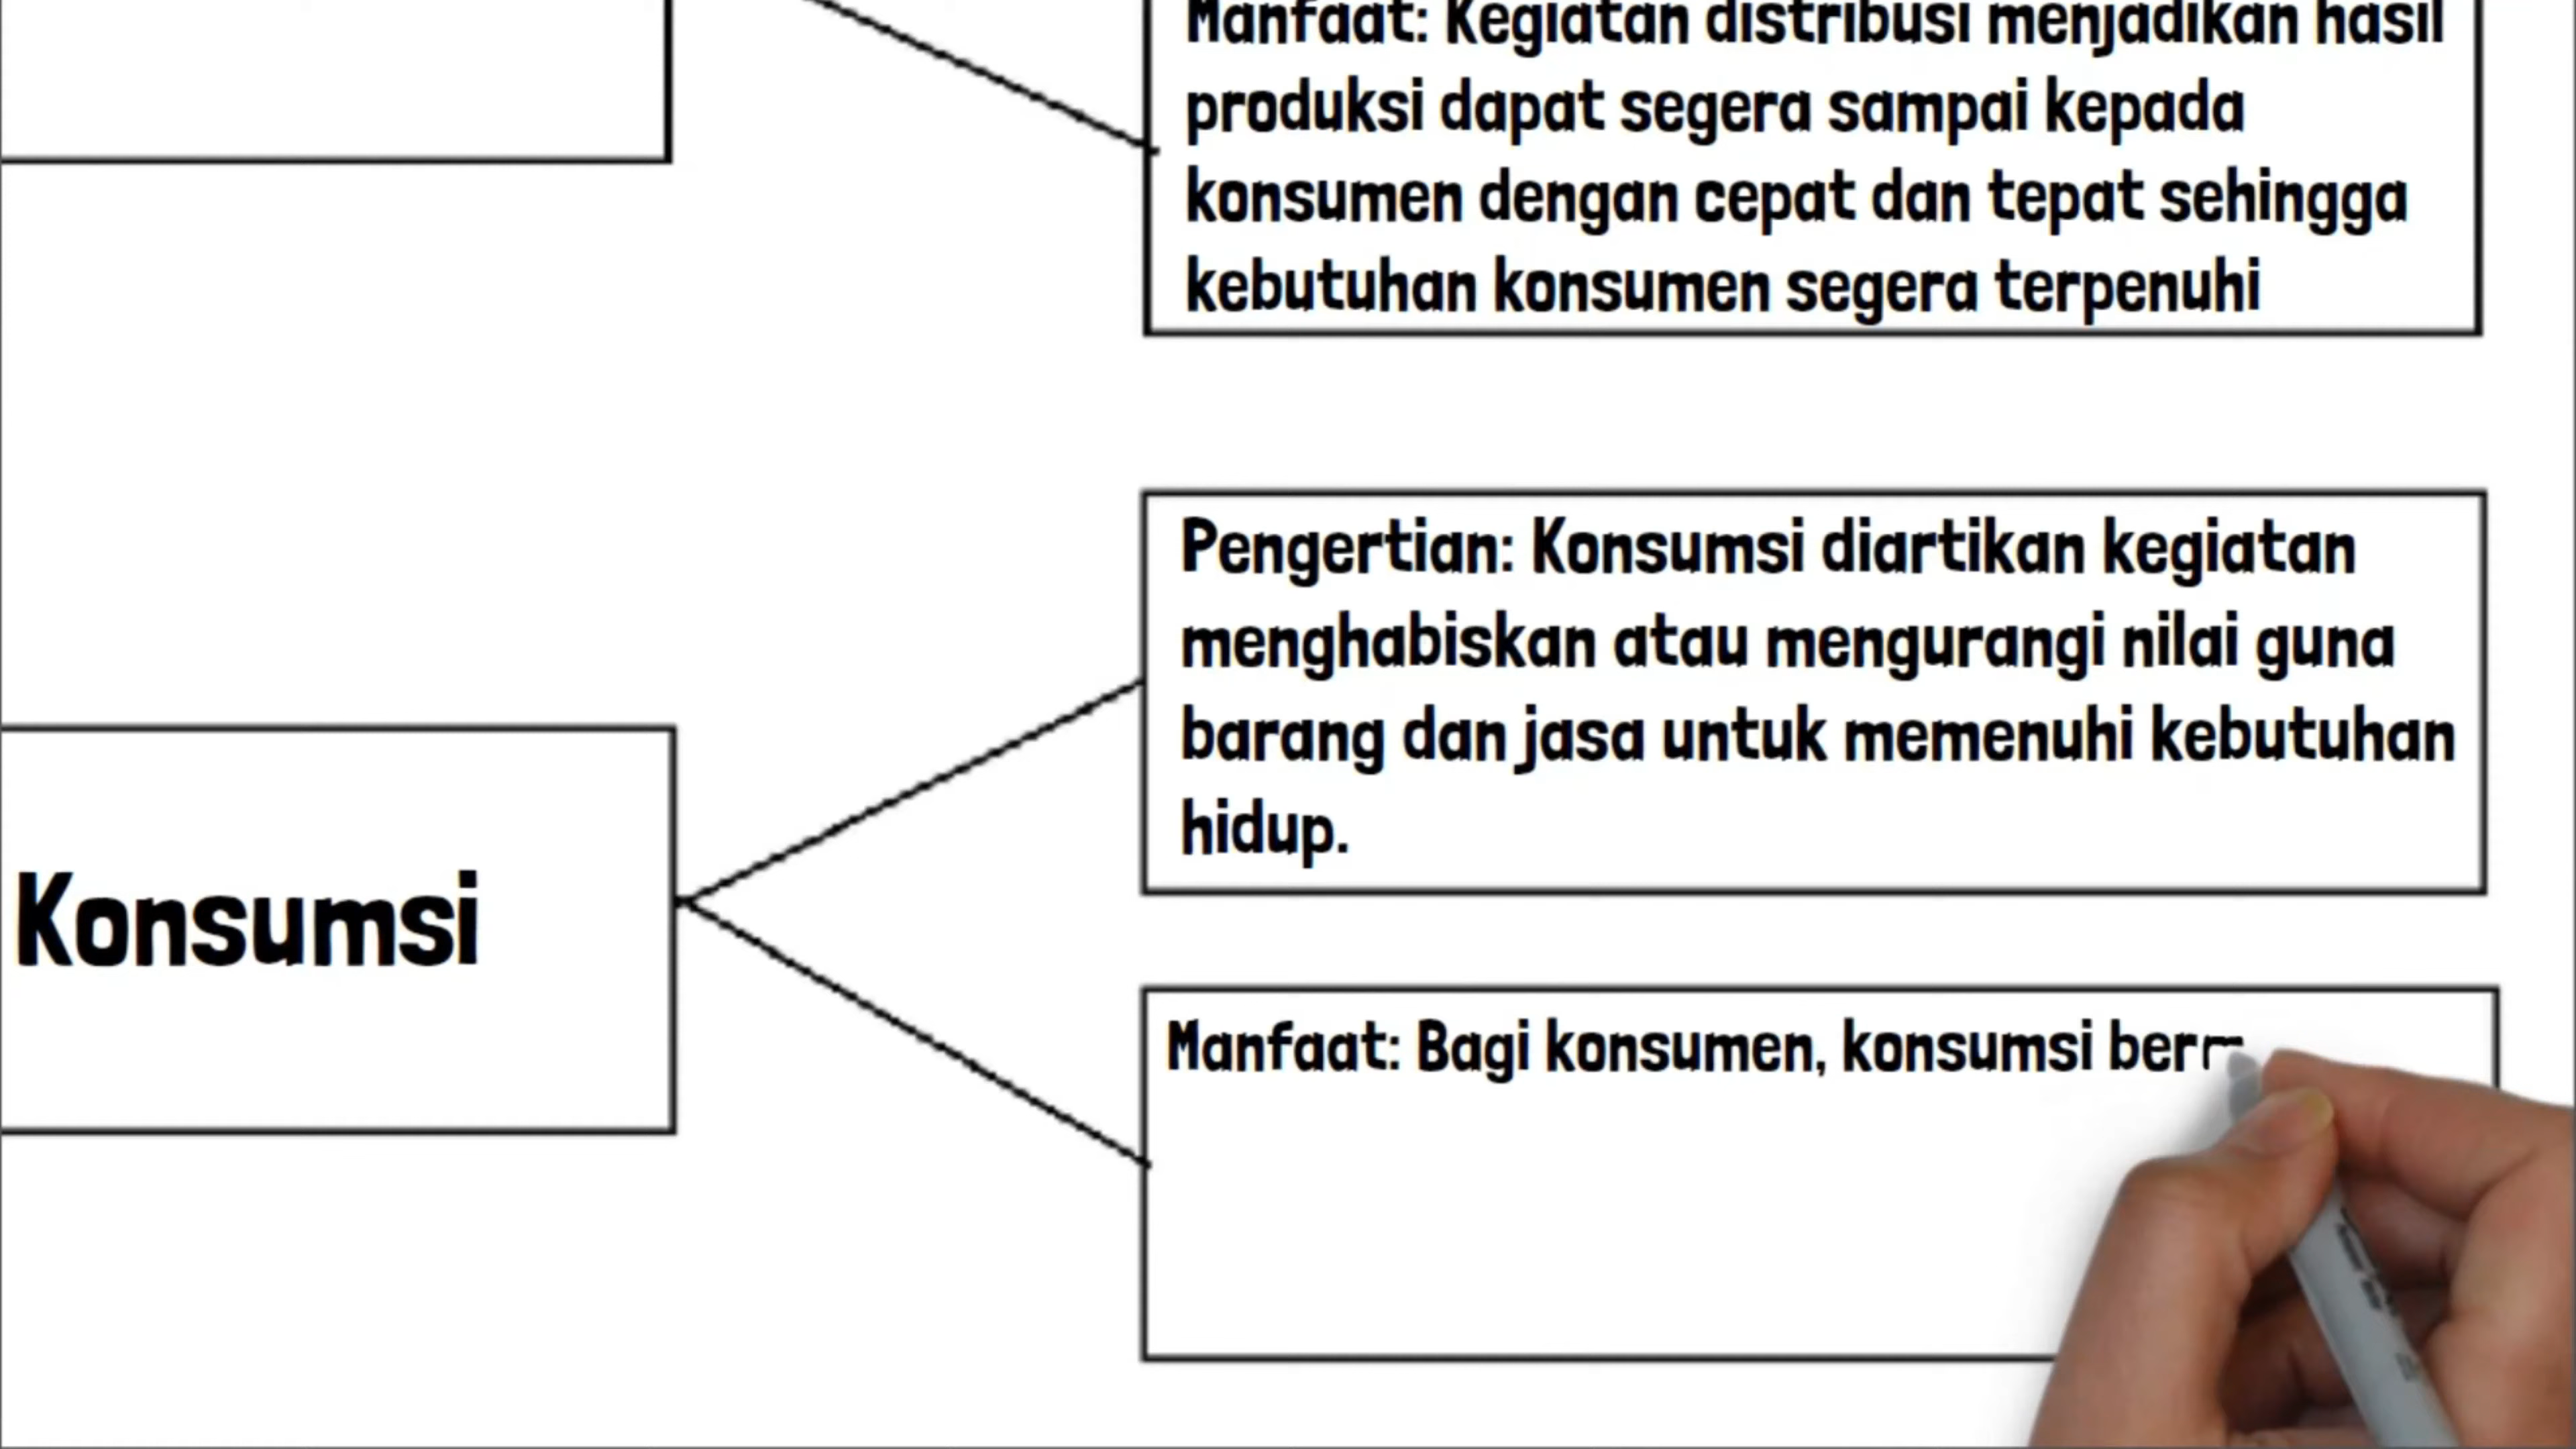 Manfaat: Kegiatan distribusi menjadikan hasil
produksi dapat segera sampai kepada
konsumen dengan cepat dan tepat sehingga
kebutuhan konsumen segera terpenuhi
Pengertian: Konsumsi diartikan kegiatan
menghabiskan atau mengurangi nilai guna
barang dan jasa untuk memenuhi kebutuhan
hidup.
Konsumsi
Manfaat: Bagi konsumen, konsumsi